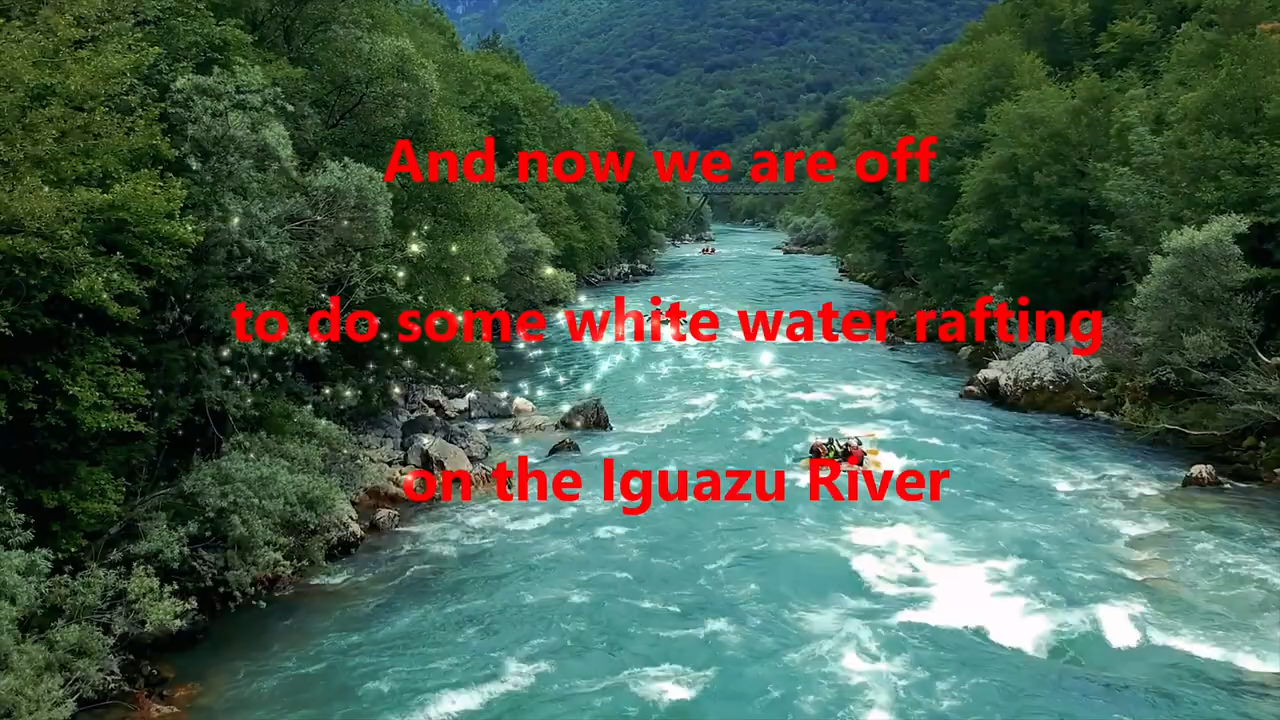 And now we are off
to do some white water rafting
on the Iguazu River